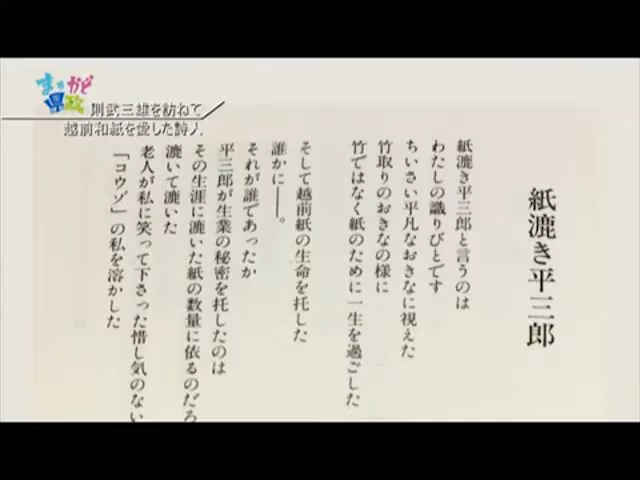 まちかど
県政
則武三雄を訪ねて
越前和紙を愛した詩人
紙漉き平三郎
紙漉き平三郎と言うのは
わたしの識りびとです
ちいさい平凡なおきなに視えた
竹取りのおきなの様に
竹ではなく紙のために一生を過ごした
そして越前紙の生命を托した
誰かに――。
それが誰であったか
平三郎が生業の秘密を托したのは
その生涯に漉いた紙の数量に依るのだろ
漉いて漉いた
老人が私に笑って下さった惜し気のない
「コウゾ」の私を溶かした